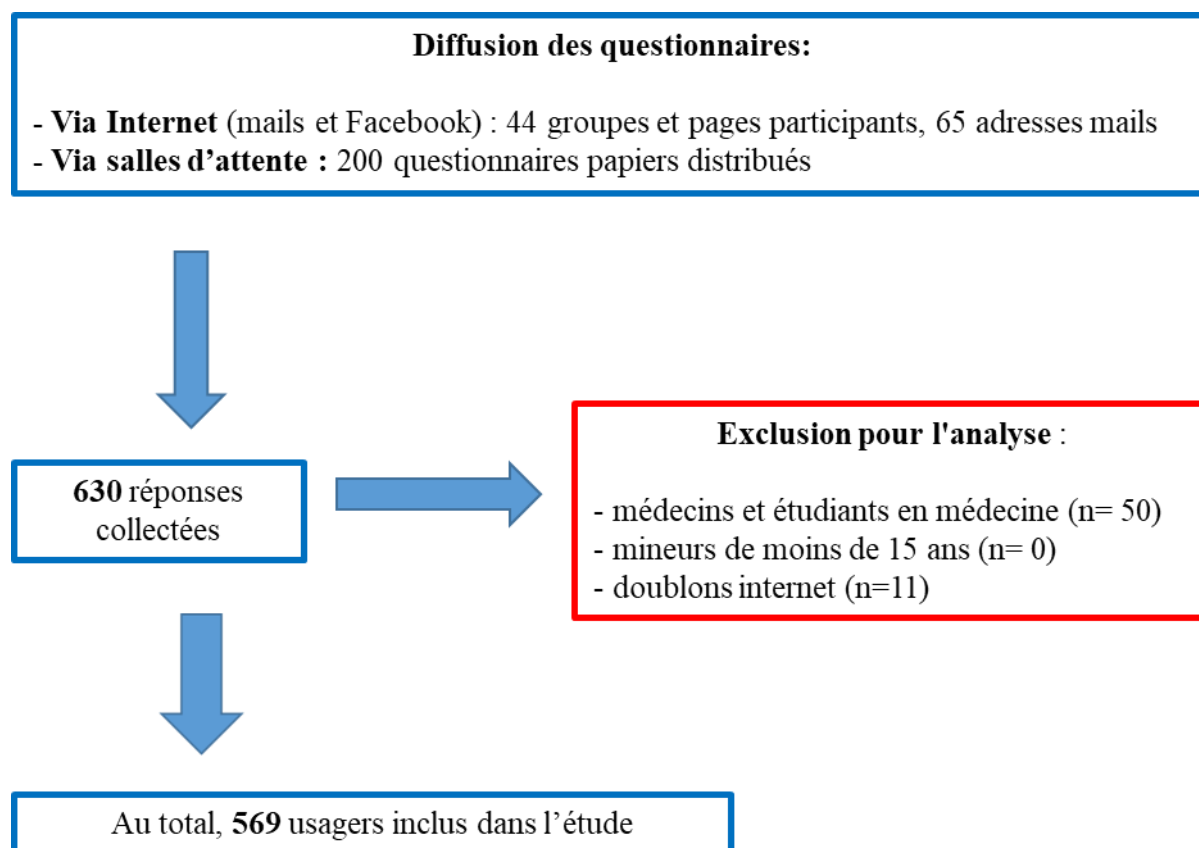 Diffusion des questionnaires:
- Via Internet (mails et Facebook) : 44 groupes et pages participants, 65 adresses mails
- Via salles d’attente : 200 questionnaires papiers distribués
630 réponses
collectées
Exclusion pour l'analyse :
- médecins et étudiants en médecine (n= 50)
- mineurs de moins de 15 ans (n= 0)
- doublons internet (n=11)
Au total, 569 usagers inclus dans l’étude